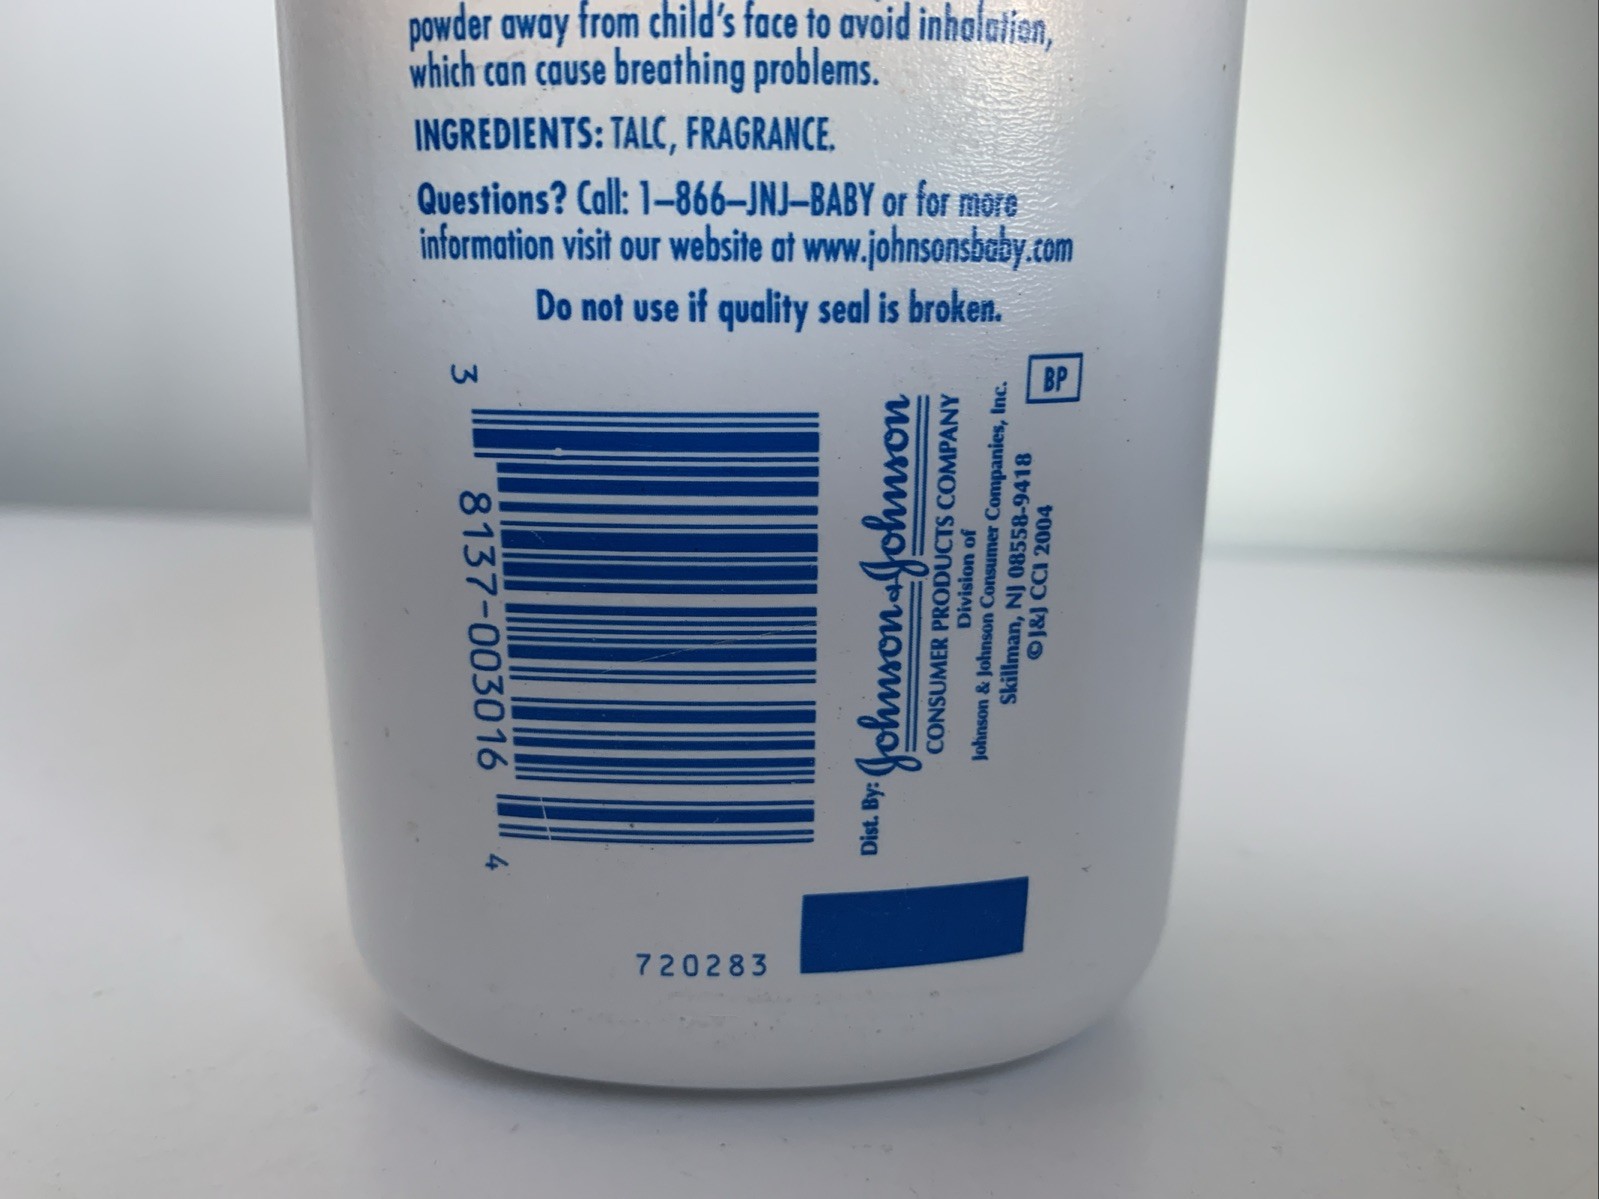 powder away from child's face to avoid inhalation,
which can cause breathing problems.
INGREDIENTS: TALC, FRAGRANCE.
Questions? Call: 1–866–JNJ–BABY or for more
information visit our website at www.johnsonsbaby.com
Do not use if quality seal is broken.
3 8137-003016 4
Dist. By: Johnson & Johnson
CONSUMER PRODUCTS COMPANY
Division of
Johnson & Johnson Consumer Companies, Inc.
Skillman, NJ 08558-9418
©J&J CCI 2004
BP
720283